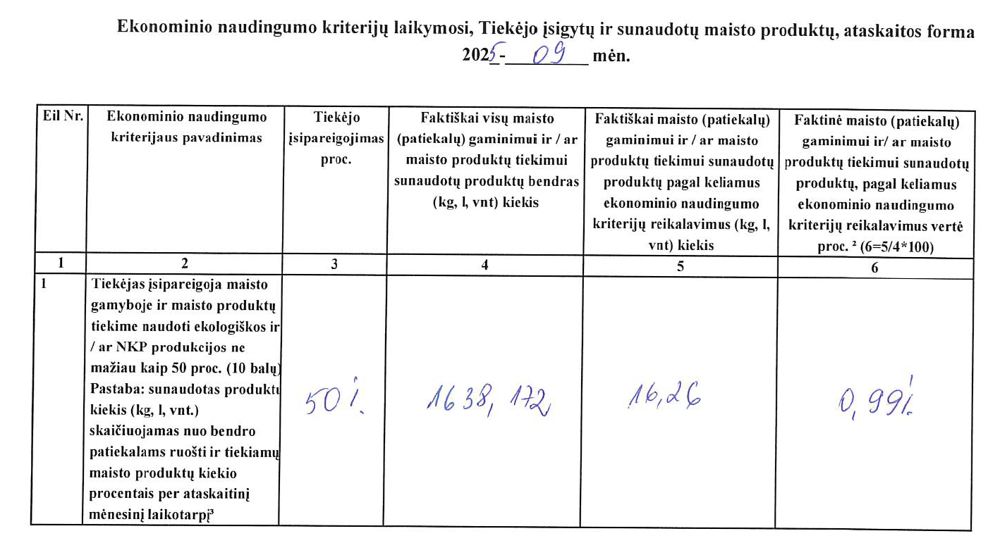 Ekonominio naudingumo kriterijų laikymosi, Tiekėjo įsigytų ir sunaudotų maisto produktų, ataskaitos forma
2025-09 mėn.
Eil Nr.
Ekonominio naudingumo
kriterijaus pavadinimas
Tiekėjo
įsipareigojimas
proc.
Faktiškai visų maisto
(patiekalų) gaminimui ir / ar
maisto produktų tiekimui
sunaudotų produktų bendras
(kg, l, vnt) kiekis
Faktiškai maisto (patiekalų)
gaminimui ir / ar maisto
produktų tiekimui sunaudotų
produktų pagal keliamus
ekonominio naudingumo
kriterijų reikalavimus (kg, l,
vnt) kiekis
Faktinė maisto (patiekalų)
gaminimui ir/ ar maisto
produktų tiekimui sunaudotų
produktų, pagal keliamus
ekonominio naudingumo
kriterijų reikalavimus vertė
proc. ² (6=5/4*100)
1
2
3
4
5
6
1
Tiekėjas įsipareigoja maisto
gamyboje ir maisto produktų
tiekime naudoti ekologiškos ir
/ ar NKP produkcijos ne
mažiau kaip 50 proc. (10 balų)
Pastaba: sunaudotas produktų
kiekis (kg, l, vnt.)
skaičiuojamas nuo bendro
patiekalams ruošti ir tiekiamų
maisto produktų kiekio
procentais per ataskaitinį
mėnesinį laikotarpį³
50 %
1638,172
16,26
0,99%